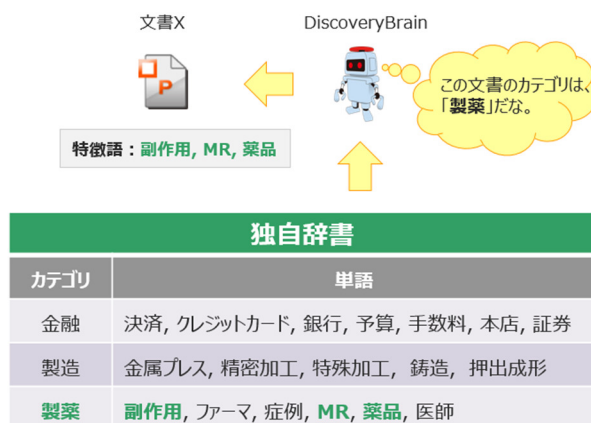 文書X
DiscoveryBrain
P
この文書のカテゴリは、
「製薬」だな。
特徴語：副作用, MR, 薬品
独自辞書
カテゴリ 単語
金融 決済, クレジットカード, 銀行, 予算, 手数料, 本店, 証券
製造 金属プレス, 精密加工, 特殊加工, 鋳造, 押出成形
製薬 副作用, ファーマ, 症例, MR, 薬品, 医師